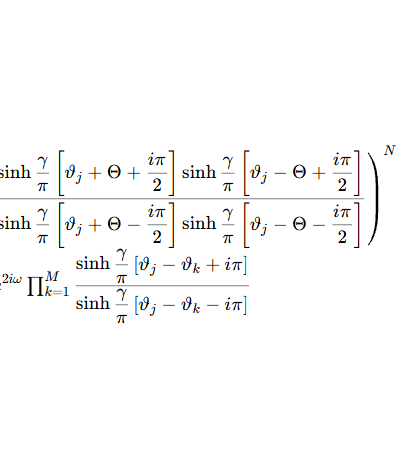 sinh γ/π [ϑ_j + Θ + iπ/2] sinh γ/π [ϑ_j − Θ + iπ/2] )^N
sinh γ/π [ϑ_j + Θ − iπ/2] sinh γ/π [ϑ_j − Θ − iπ/2]
^{2iω} ∏_{k=1}^{M} sinh γ/π [ϑ_j − ϑ_k + iπ]
sinh γ/π [ϑ_j − ϑ_k − iπ]